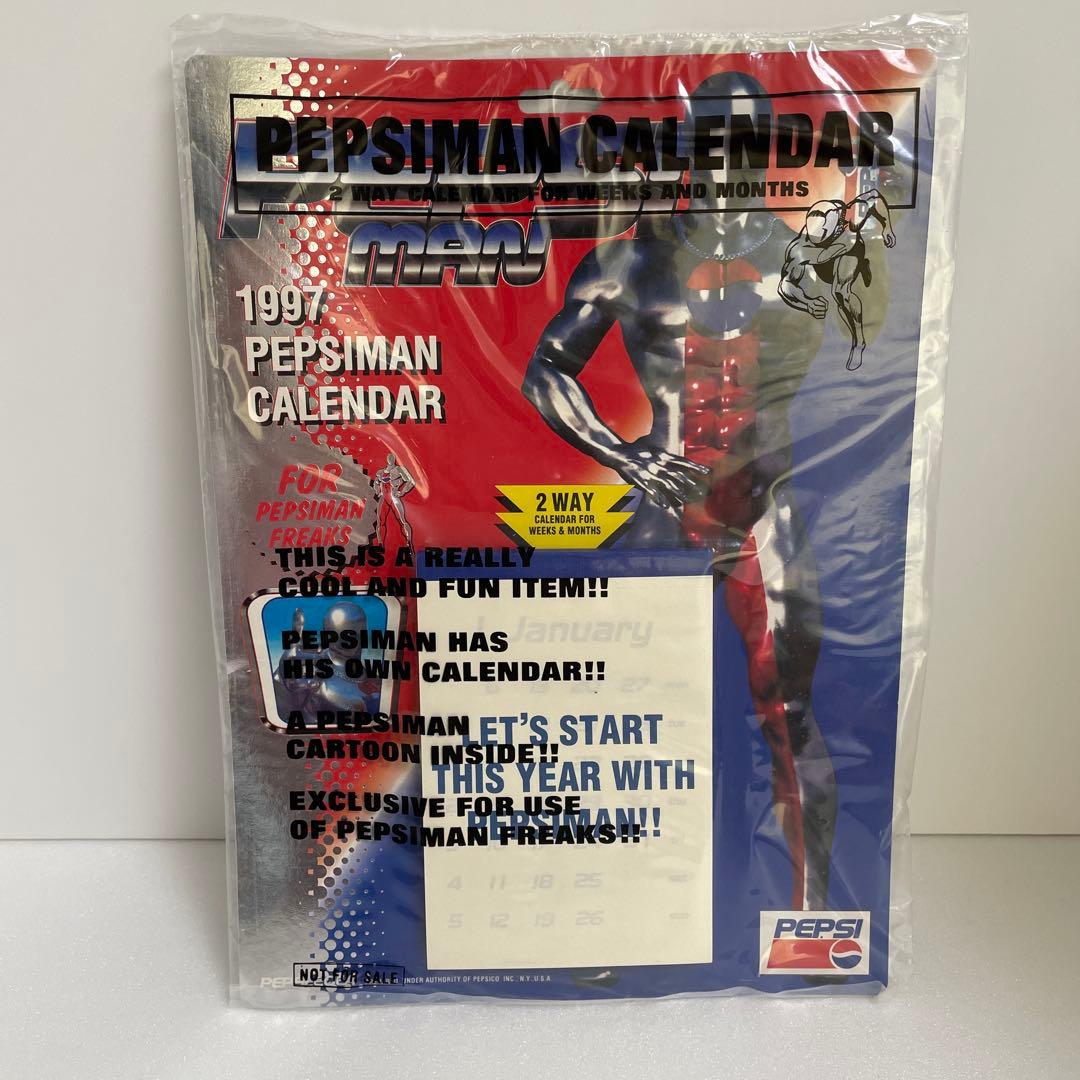 PEPSIMAN CALENDAR
2 WAY CALENDAR FOR WEEKS AND MONTHS
PEPSI
MAN
1997
PEPSIMAN
CALENDAR
FOR
PEPSIMAN
FREAKS
2 WAY
CALENDAR FOR
WEEKS & MONTHS
THIS IS A REALLY
COOL AND FUN ITEM!!
PEPSIMAN HAS
HIS OWN CALENDAR!!
A PEPSIMAN
CARTOON INSIDE!!
EXCLUSIVE FOR USE
OF PEPSIMAN FREAKS!!
1 January
27
LET'S START
THIS YEAR WITH
PEPSIMAN!!
4 11 18 25
5 12 19 26
PEPSI
NOT FOR SALE
UNDER AUTHORITY OF PEPSICO INC. N.Y. U.S.A